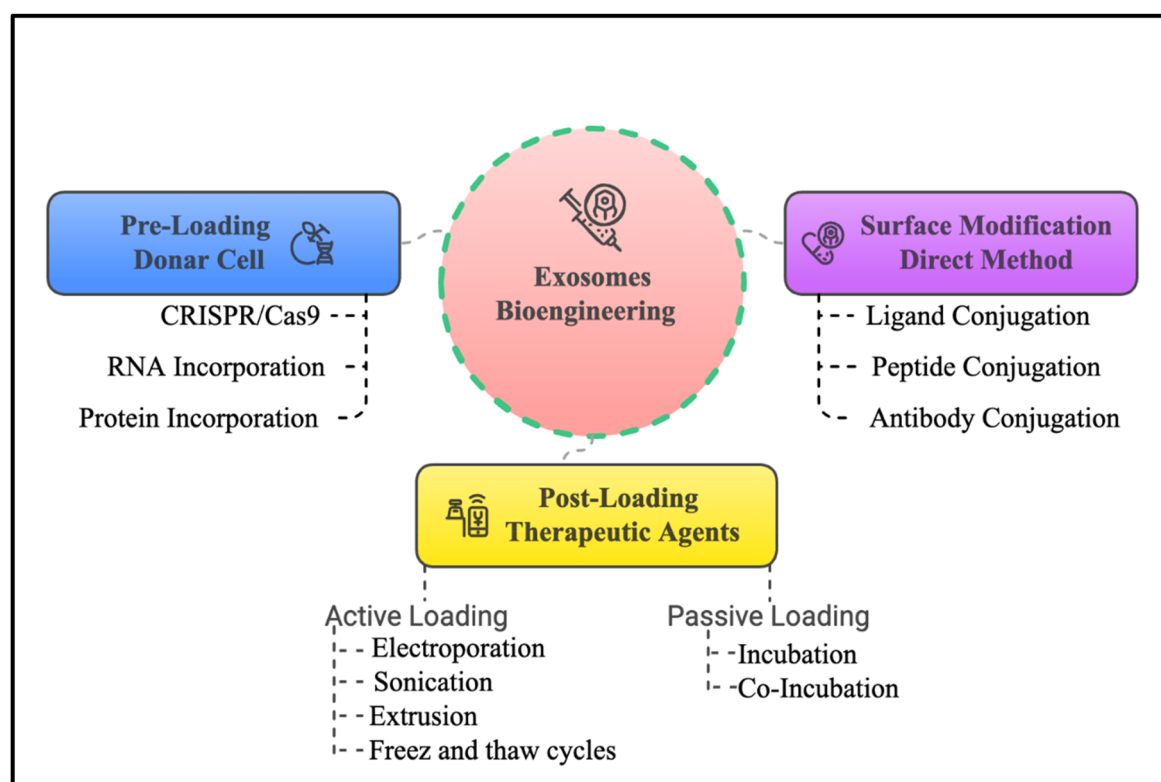 Exosomes
Bioengineering
Pre-Loading
Donar Cell
CRISPR/Cas9
RNA Incorporation
Protein Incorporation
Surface Modification
Direct Method
Ligand Conjugation
Peptide Conjugation
Antibody Conjugation
Post-Loading
Therapeutic Agents
Active Loading
Electroporation
Sonication
Extrusion
Freez and thaw cycles
Passive Loading
Incubation
Co-Incubation